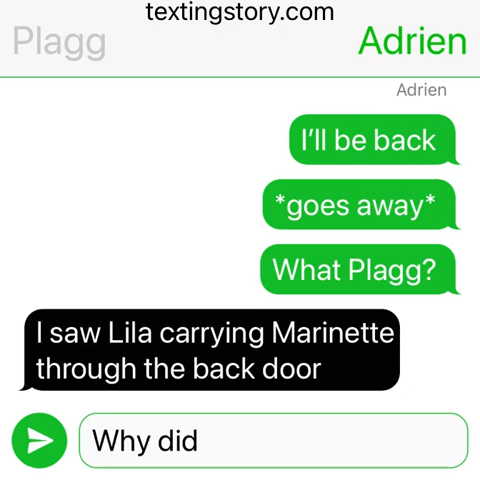 textingstory.com
Plagg
Adrien
Adrien
I’ll be back
*goes away*
What Plagg?
I saw Lila carrying Marinette
through the back door
Why did